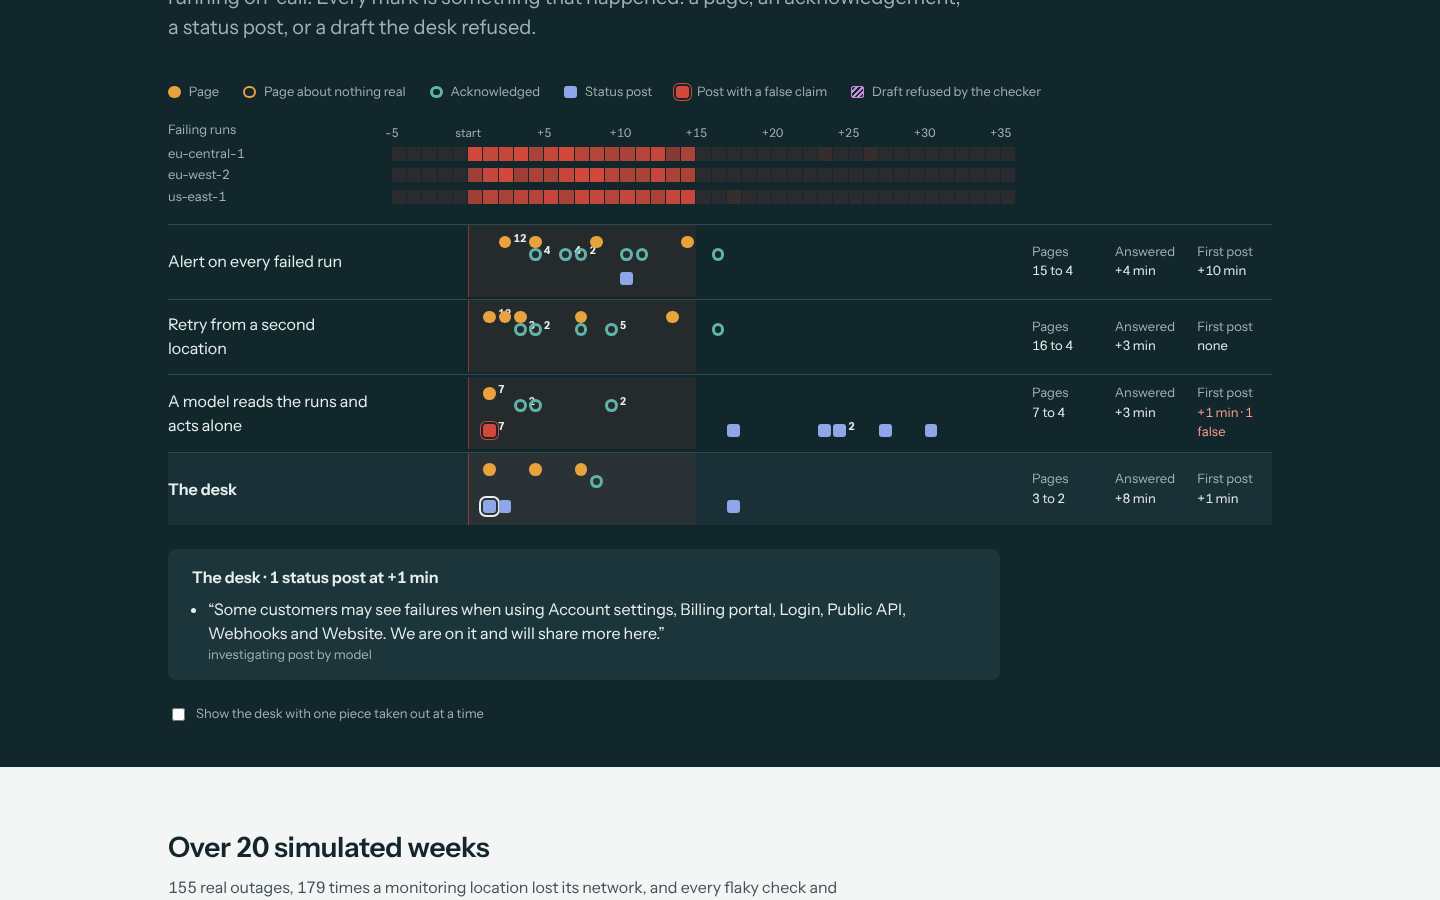 a status post, or a draft the desk refused.
Page
Page about nothing real
Acknowledged
Status post
Post with a false claim
Draft refused by the checker
Failing runs
-5
start
+5
+10
+15
+20
+25
+30
+35
eu-central-1
eu-west-2
us-east-1
Alert on every failed run
12
4
2
Pages
15 to 4
Answered
+4 min
First post
+10 min
Retry from a second
location
2
5
Pages
16 to 4
Answered
+3 min
First post
none
A model reads the runs and
acts alone
7
2
7
2
Pages
7 to 4
Answered
+3 min
First post
+1 min · 1
false
The desk
Pages
3 to 2
Answered
+8 min
First post
+1 min
The desk · 1 status post at +1 min
“Some customers may see failures when using Account settings, Billing portal, Login, Public API,
Webhooks and Website. We are on it and will share more here.”
investigating post by model
Show the desk with one piece taken out at a time
Over 20 simulated weeks
155 real outages, 179 times a monitoring location lost its network, and every flaky check and